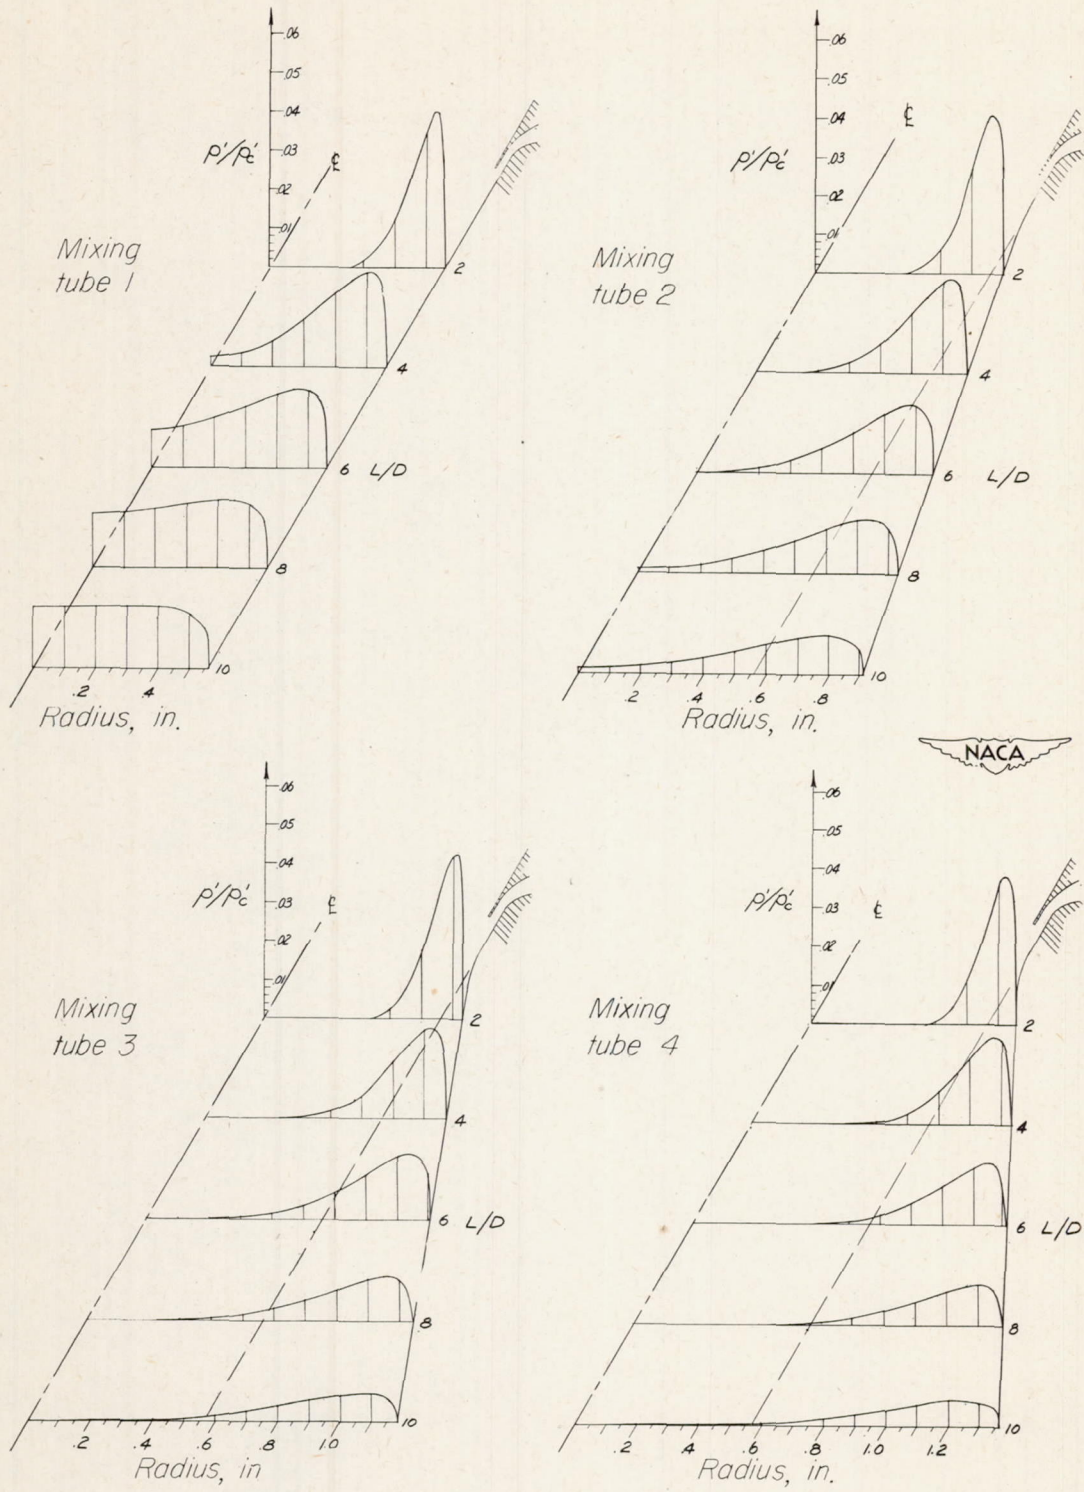 .06
.05
.04
.03
.02
.01
p'/p'c
℄
Mixing
tube 1
2
4
6 L/D
8
10
.2 .4
Radius, in.
.06
.05
.04
.03
.02
.01
p'/p'c
℄
Mixing
tube 2
2
4
6 L/D
8
10
.2 .4 .6 .8
Radius, in.
NACA
.06
.05
.04
.03
.02
.01
p'/p'c
℄
Mixing
tube 3
2
4
6 L/D
8
10
.2 .4 .6 .8 1.0
Radius, in
.06
.05
.04
.03
.02
.01
p'/p'c
℄
Mixing
tube 4
2
4
6 L/D
8
10
.2 .4 .6 .8 1.0 1.2
Radius, in.